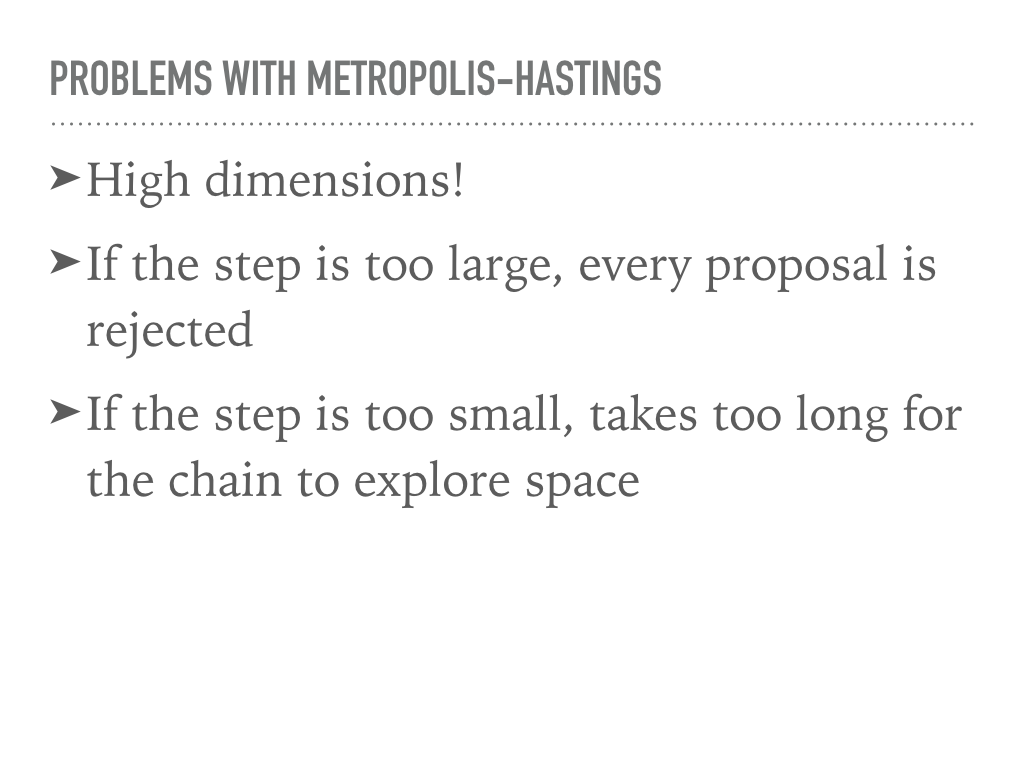 PROBLEMS WITH METROPOLIS-HASTINGS
➤ High dimensions!
➤ If the step is too large, every proposal is
rejected
➤ If the step is too small, takes too long for
the chain to explore space